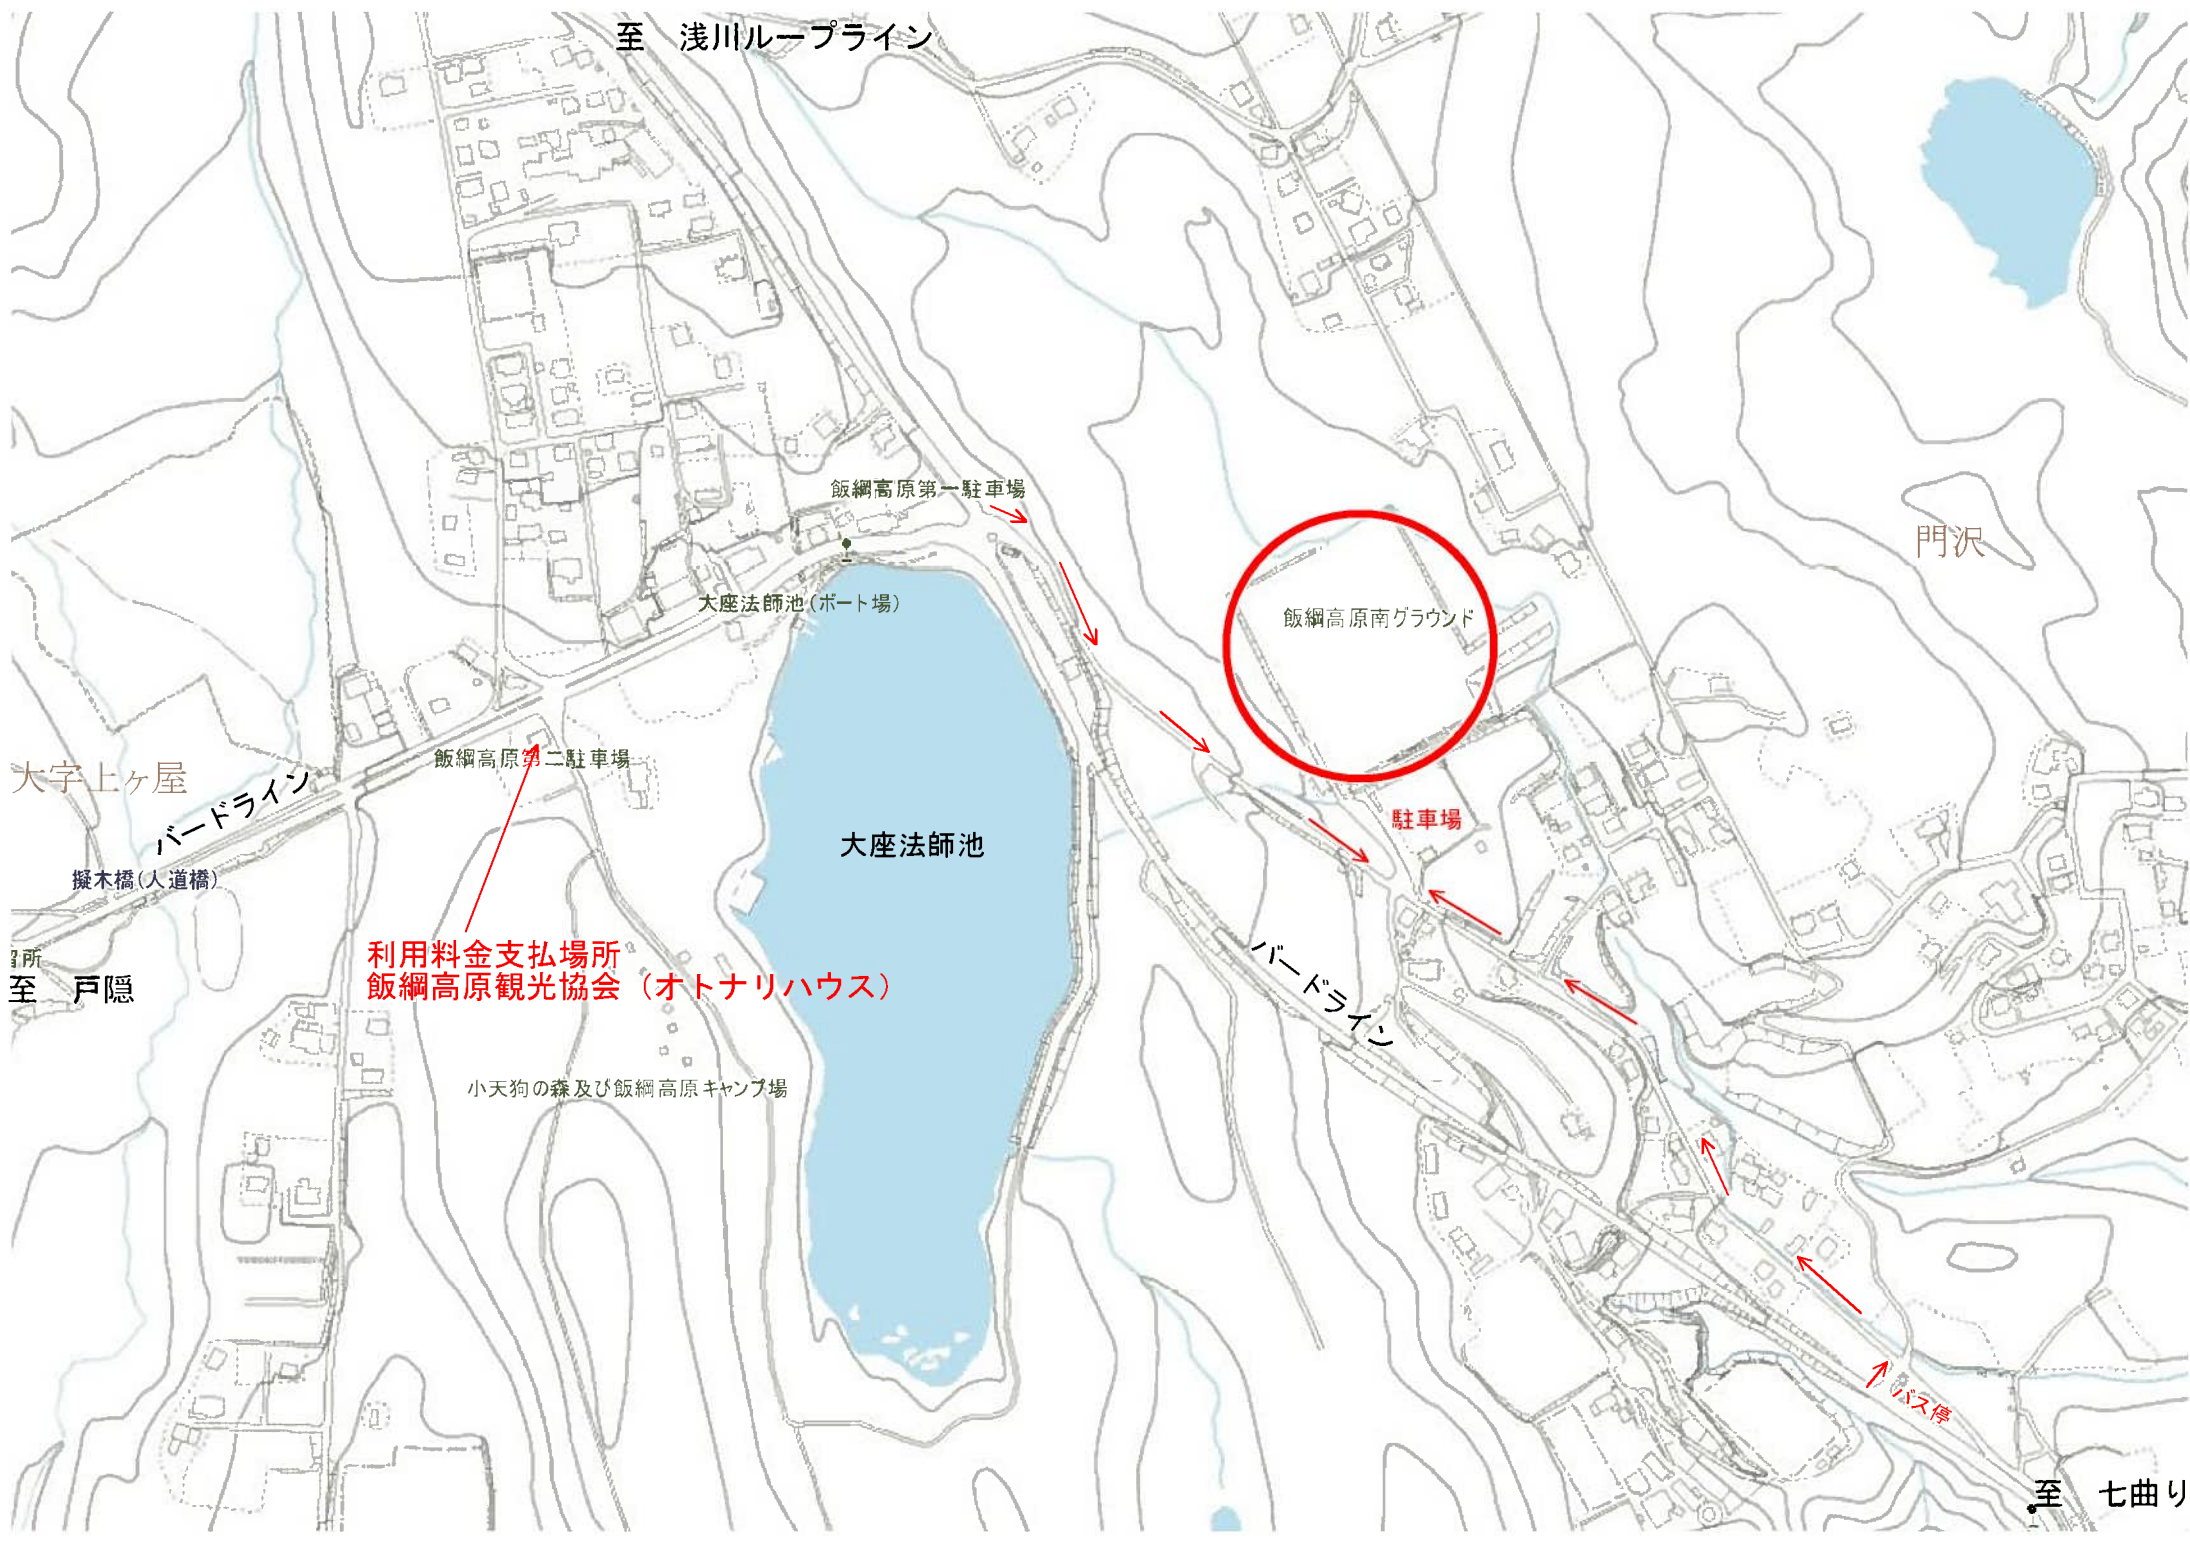 至　浅川ループライン
飯綱高原第一駐車場
門沢
大座法師池(ボート場)
飯綱高原南グラウンド
飯綱高原第二駐車場
大字上ヶ屋
バードライン
駐車場
大座法師池
擬木橋(人道橋)
利用料金支払場所
飯綱高原観光協会（オトナリハウス）
バードライン
留所
至　戸隠
小天狗の森及び飯綱高原キャンプ場
バス停
至　七曲り